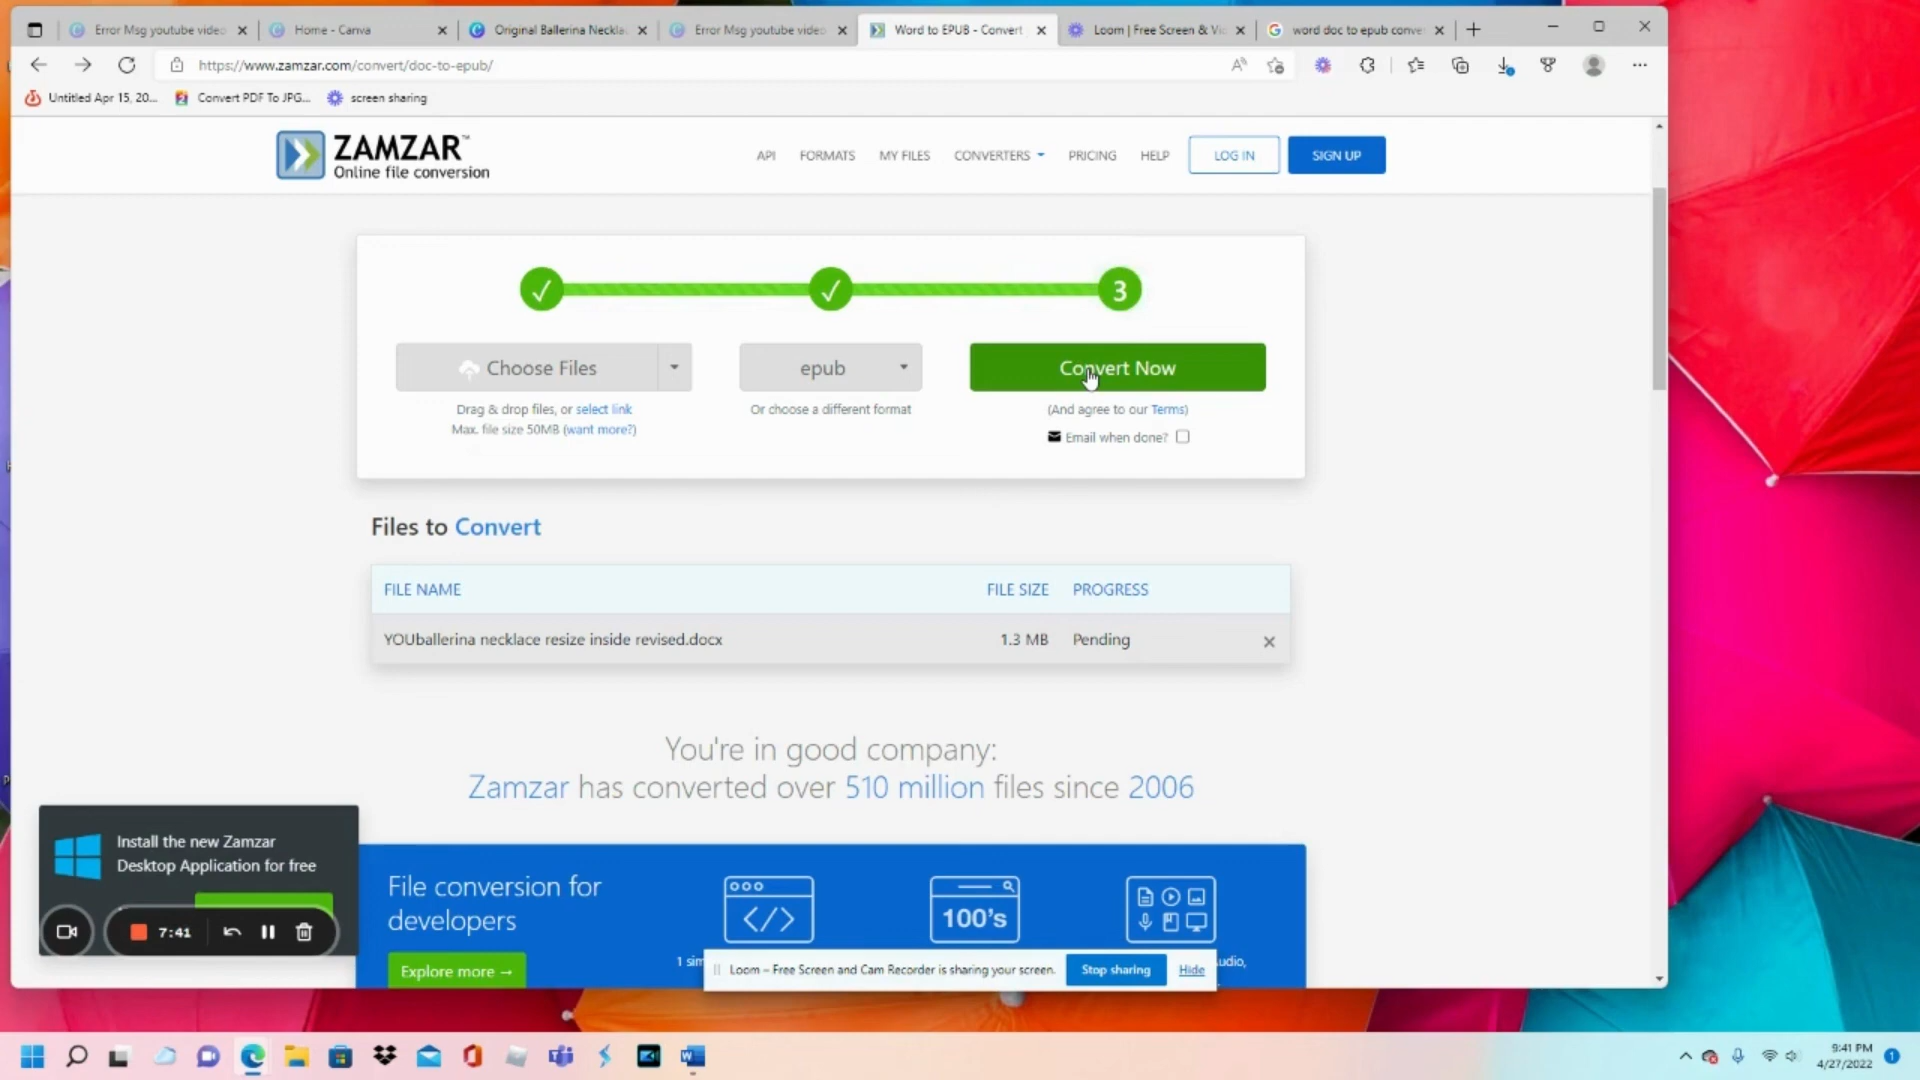 Error Msg youtube video
Home - Canva
Original Ballerina Neckla
Error Msg youtube video
Word to EPUB - Convert
Loom | Free Screen & Vi
word doc to epub conve
https://www.zamzar.com/convert/doc-to-epub/
Untitled Apr 15, 20...
Convert PDF To JPG...
screen sharing
ZAMZAR™
Online file conversion
API
FORMATS
MY FILES
CONVERTERS
PRICING
HELP
LOG IN
SIGN UP
3
Choose Files
epub
Convert Now
Drag & drop files, or select link
Max. file size 50MB (want more?)
Or choose a different format
(And agree to our Terms)
Email when done?
Files to Convert
FILE NAME
FILE SIZE
PROGRESS
YOUballerina necklace resize inside revised.docx
1.3 MB
Pending
You're in good company:
Zamzar has converted over 510 million files since 2006
Install the new Zamzar
Desktop Application for free
7:41
File conversion for
developers
Explore more →
100's
1 sim
udio,
Loom – Free Screen and Cam Recorder is sharing your screen.
Stop sharing
Hide
9:41 PM
4/27/2022
1